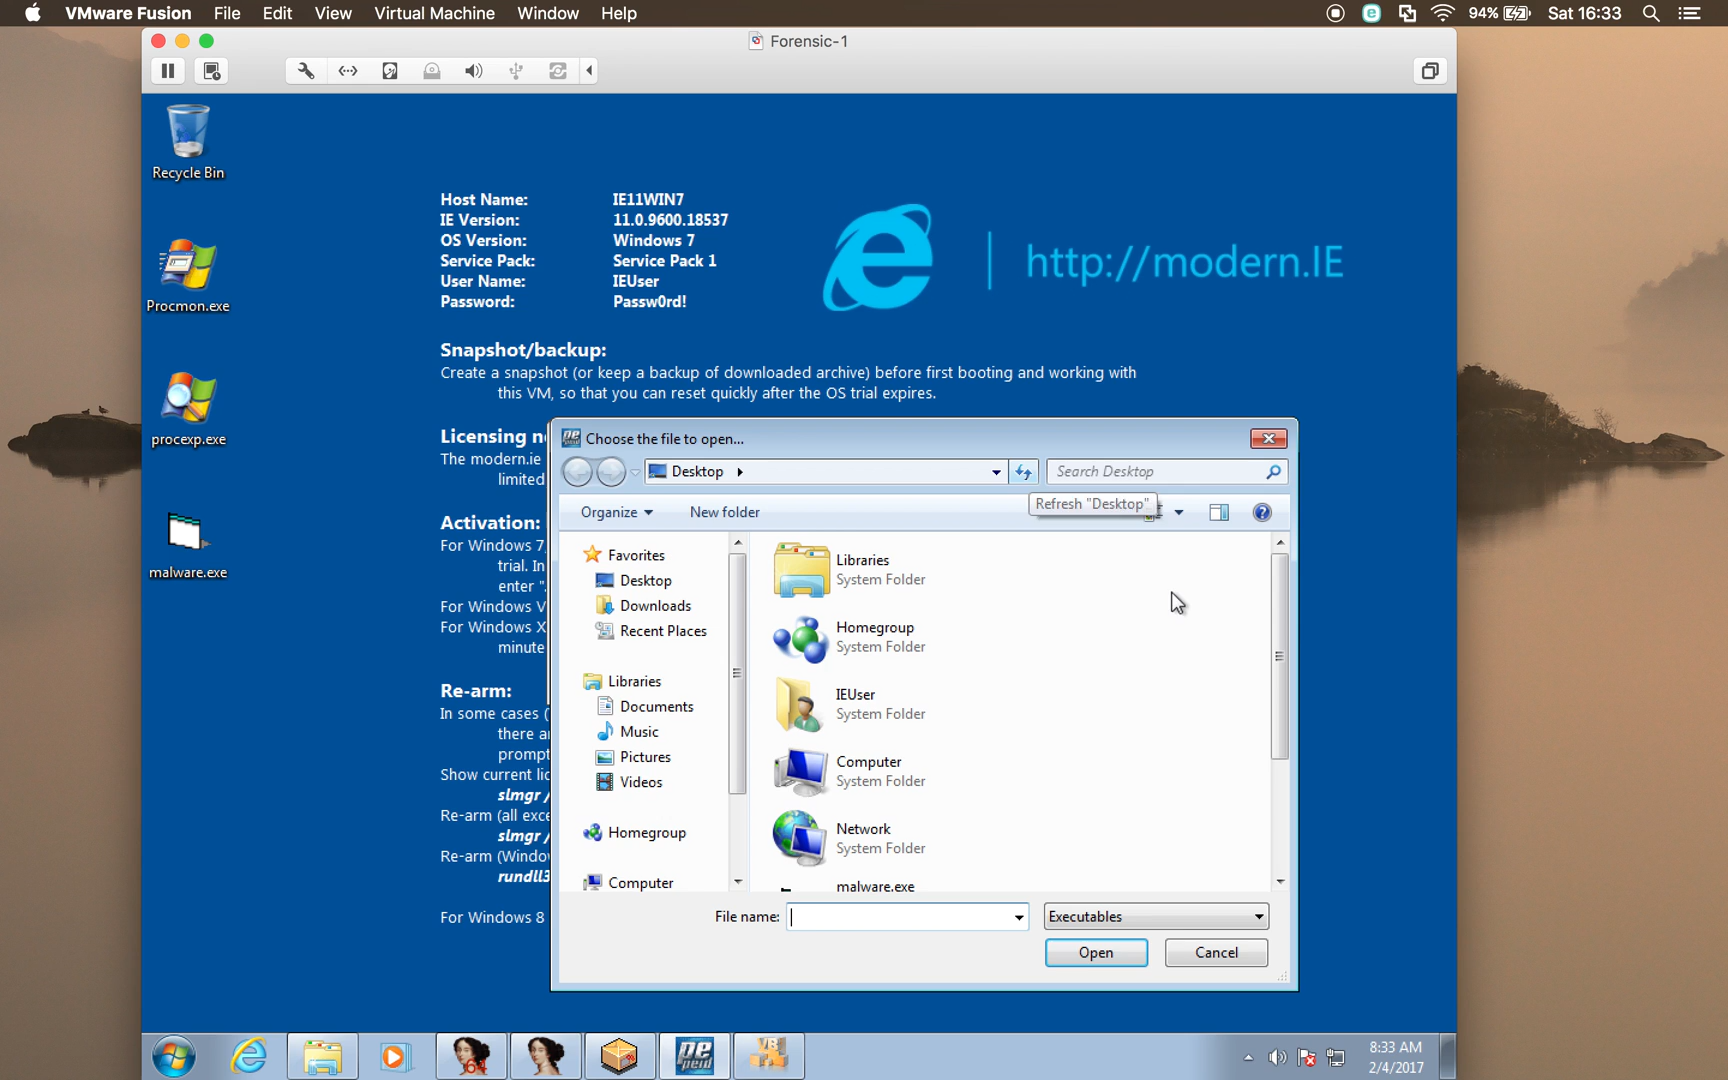 VMware Fusion File Edit View Virtual Machine Window Help
94% Sat 16:33
Forensic-1
Recycle Bin
Procmon.exe
procexp.exe
malware.exe
Host Name: IE11WIN7
IE Version: 11.0.9600.18537
OS Version: Windows 7
Service Pack: Service Pack 1
User Name: IEUser
Password: Passw0rd!
http://modern.IE
Snapshot/backup:
Create a snapshot (or keep a backup of downloaded archive) before first booting and working with
this VM, so that you can reset quickly after the OS trial expires.
Licensing
The modern.ie
limited
Activation:
For Windows 7
trial. In
enter "
For Windows V
For Windows X
minute
Re-arm:
In some cases (
there
prompt
Show current
slmgr /
Re-arm (all
slmgr /
Re-arm
For Windows 8
Choose the file to open...
Desktop
Search Desktop
Refresh "Desktop"
Organize
New folder
Favorites
Desktop
Downloads
Recent Places
Libraries
Documents
Music
Pictures
Videos
Homegroup
Computer
Libraries
System Folder
Homegroup
System Folder
IEUser
System Folder
Computer
System Folder
Network
System Folder
malware.exe
File name:
Executables
Open
Cancel
64
8:33 AM
2/4/2017